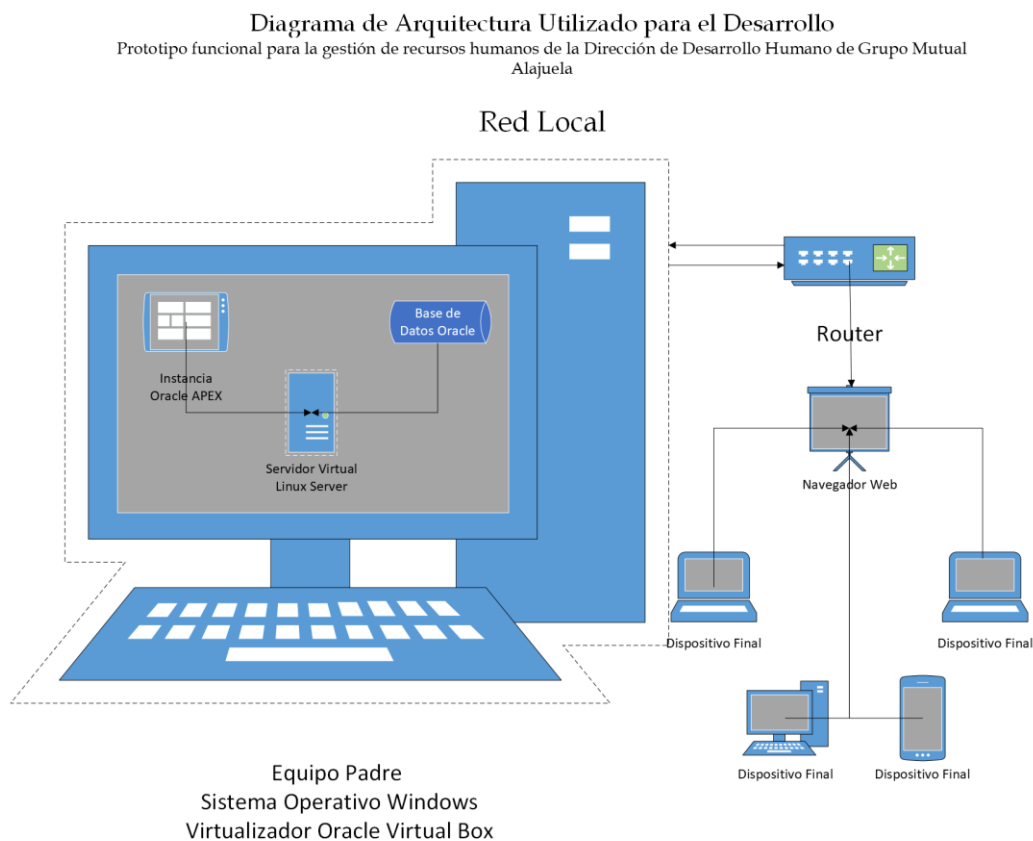 Diagrama de Arquitectura Utilizado para el Desarrollo
Prototipo funcional para la gestión de recursos humanos de la Dirección de Desarrollo Humano de Grupo Mutual
Alajuela
Red Local
Base de
Datos Oracle
Instancia
Oracle APEX
Servidor Virtual
Linux Server
Router
Navegador Web
Dispositivo Final
Dispositivo Final
Dispositivo Final
Dispositivo Final
Equipo Padre
Sistema Operativo Windows
Virtualizador Oracle Virtual Box